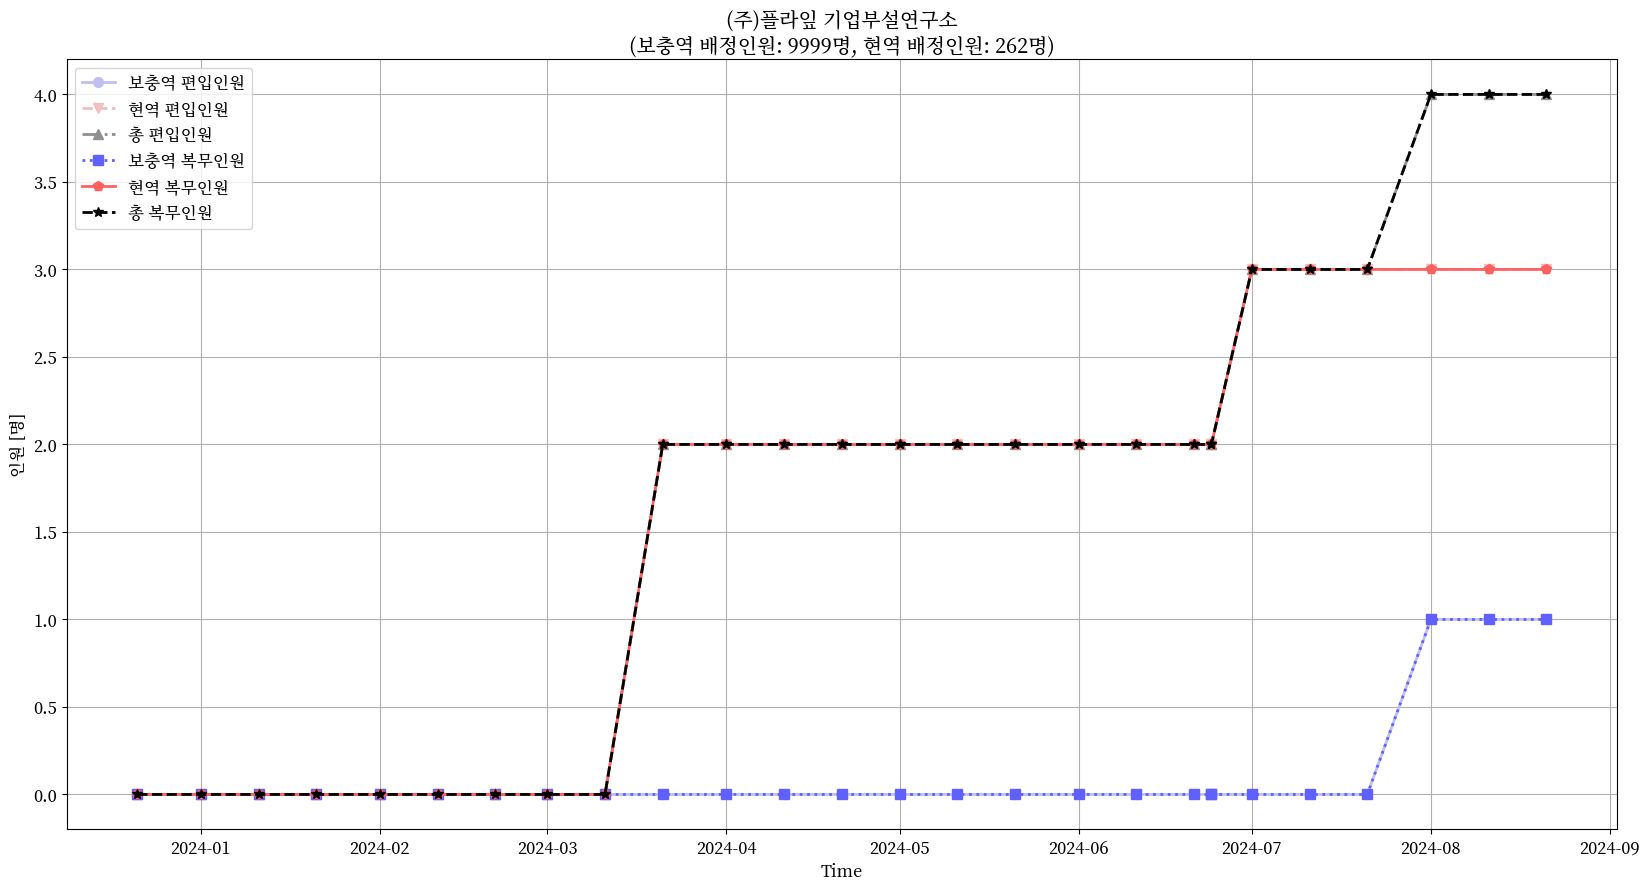 (주)플라잎 기업부설연구소
(보충역 배정인원: 9999명, 현역 배정인원: 262명)
보충역 편입인원
현역 편입인원
총 편입인원
보충역 복무인원
현역 복무인원
총 복무인원
4.0
3.5
3.0
2.5
2.0
1.5
1.0
0.5
0.0
인원 [명]
2024-01 2024-02 2024-03 2024-04 2024-05 2024-06 2024-07 2024-08 2024-09
Time